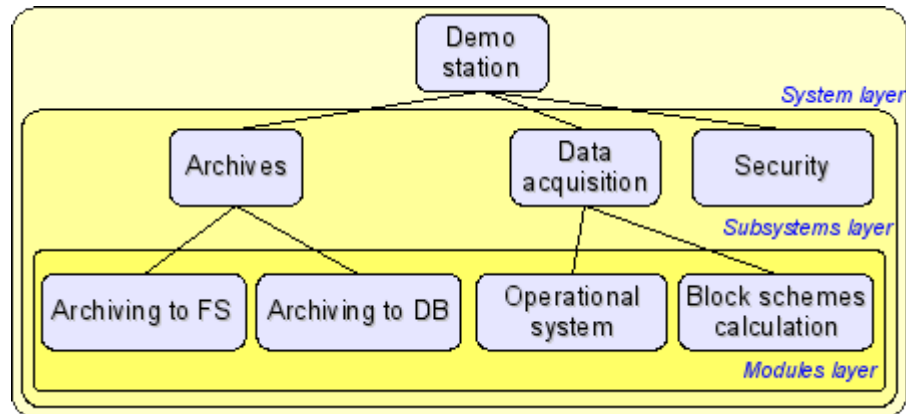 Demo
station
System layer
Archives
Data
acquisition
Security
Subsystems layer
Archiving to FS
Archiving to DB
Operational
system
Block schemes
calculation
Modules layer